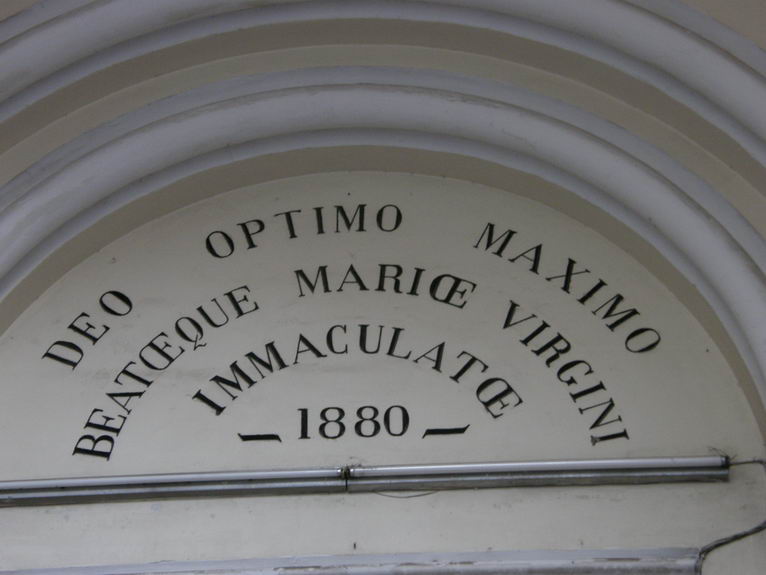 DEO OPTIMO MAXIMO
BEATŒQUE MARIŒ VIRGINI
IMMACULATŒ
— 1880 —